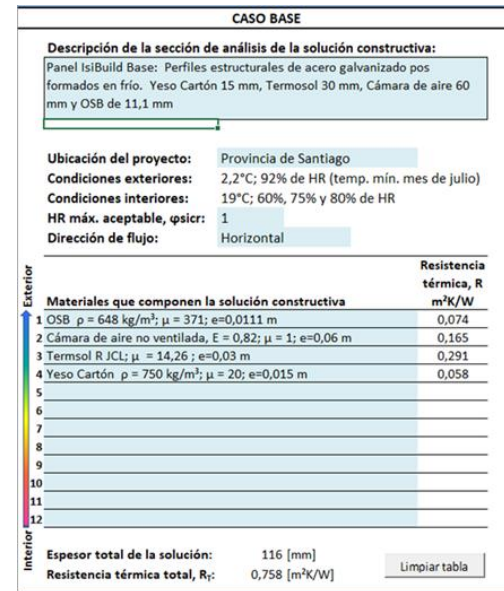 CASO BASE
Descripción de la sección de análisis de la solución constructiva:
Panel IsiBuild Base: Perfiles estructurales de acero galvanizado pos
formados en frío. Yeso Cartón 15 mm, Termosol 30 mm, Cámara de aire 60
mm y OSB de 11,1 mm
Ubicación del proyecto: Provincia de Santiago
Condiciones exteriores: 2,2°C; 92% de HR (temp. mín. mes de julio)
Condiciones interiores: 19°C; 60%, 75% y 80% de HR
HR máx. aceptable, φsicr: 1
Dirección de flujo: Horizontal
Exterior
Materiales que componen la solución constructiva
Resistencia
térmica, R
m²K/W
1 OSB ρ = 648 kg/m³; µ = 371; e=0,0111 m 0,074
2 Cámara de aire no ventilada, E = 0,82; µ = 1; e=0,06 m 0,165
3 Termsol R JCL; µ = 14,26 ; e=0,03 m 0,291
4 Yeso Cartón ρ = 750 kg/m³; µ = 20; e=0,015 m 0,058
5
6
7
8
9
10
11
12
Interior
Espesor total de la solución: 116 [mm]
Resistencia térmica total, RT: 0,758 [m²K/W]
Limpiar tabla